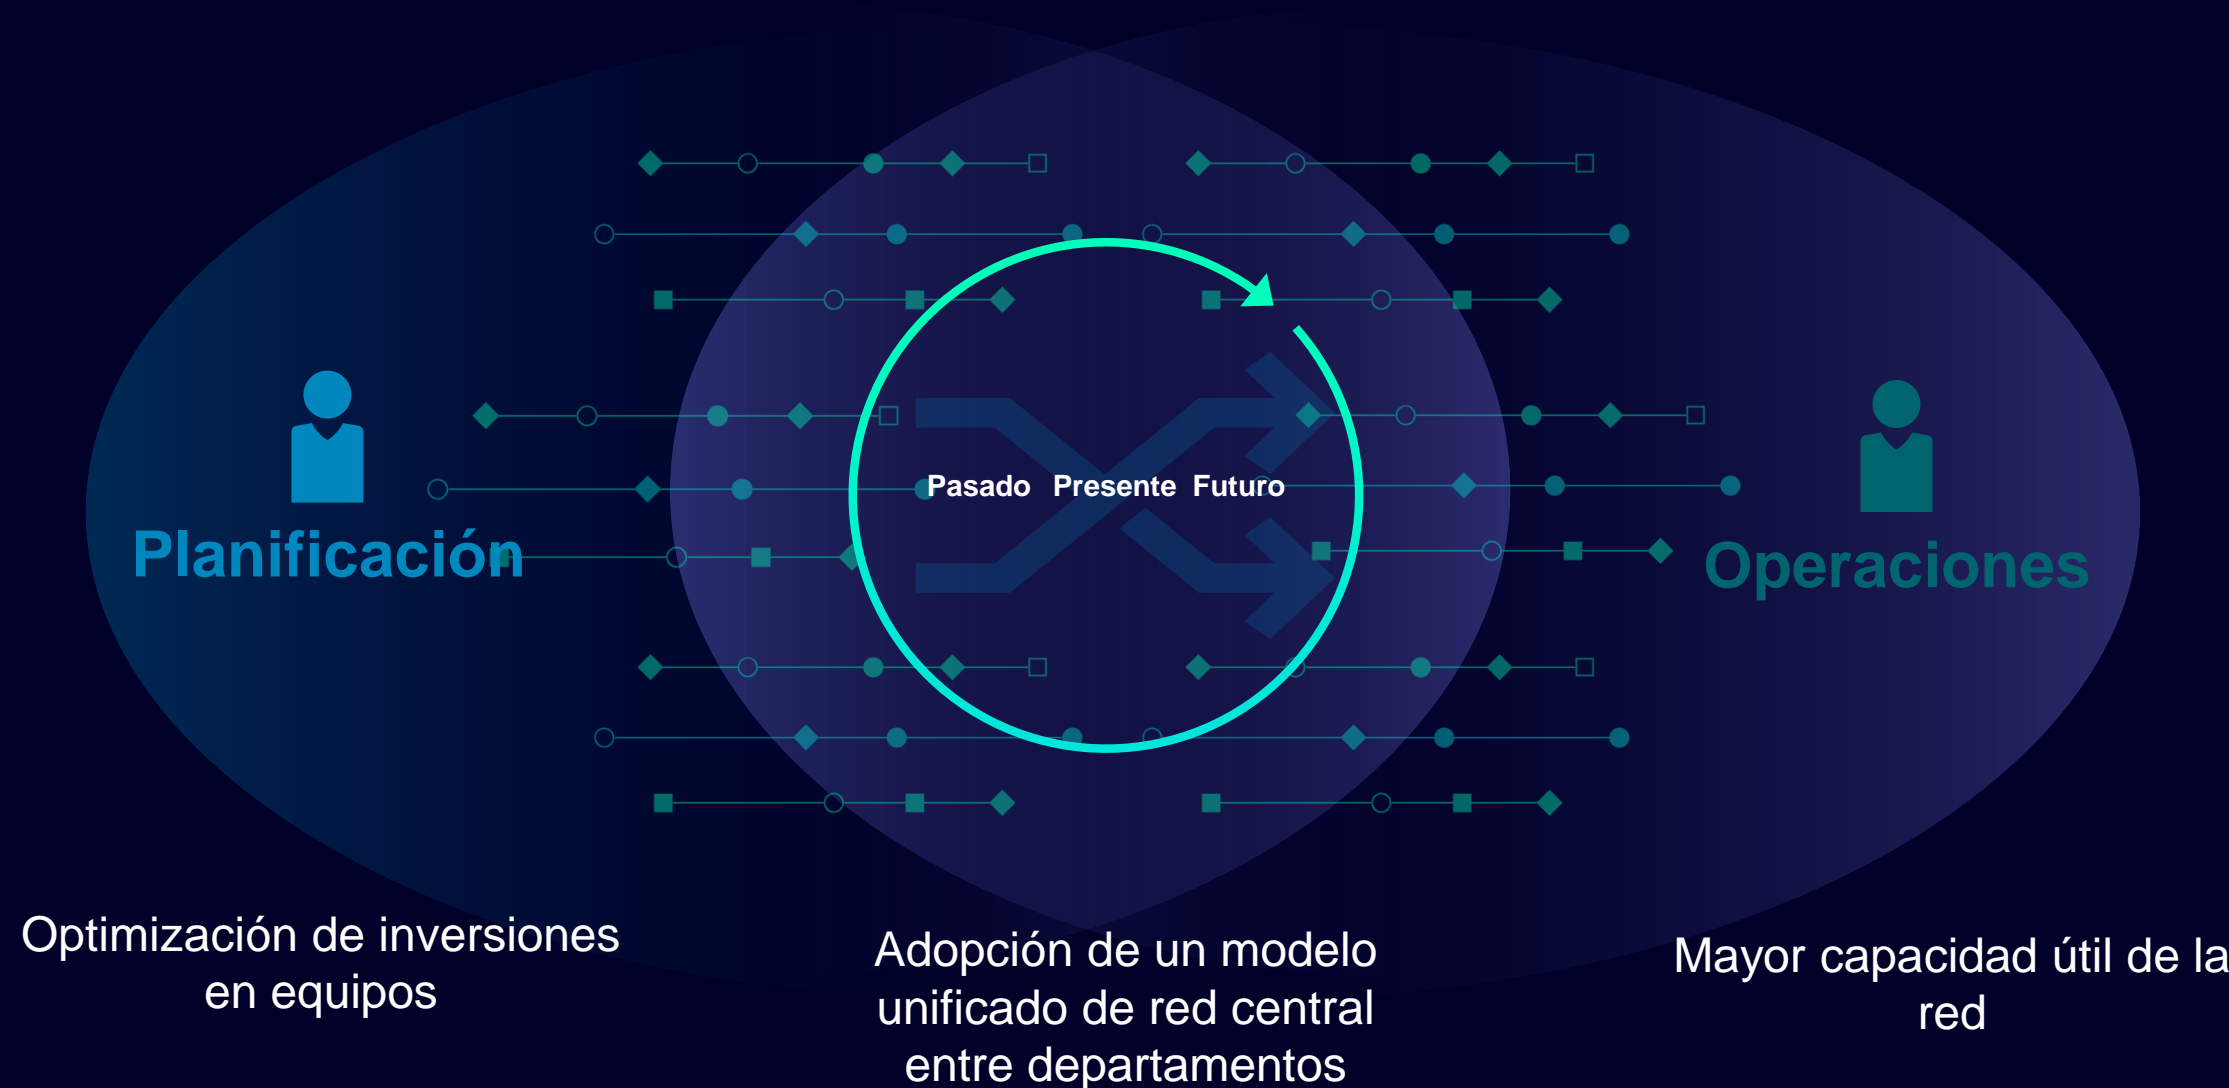 Pasado Presente Futuro
Planificación
Operaciones
Optimización de inversiones
en equipos
Adopción de un modelo
unificado de red central
entre departamentos
Mayor capacidad útil de la
red